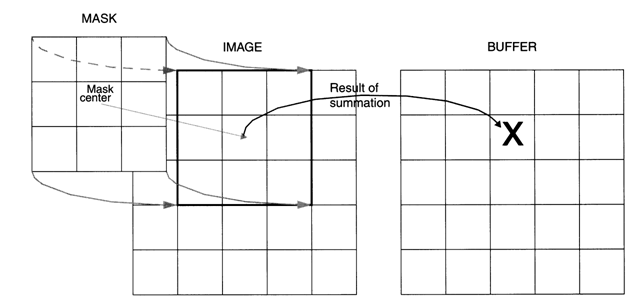 MASK
IMAGE
BUFFER
Mask
center
Result of
summation
X